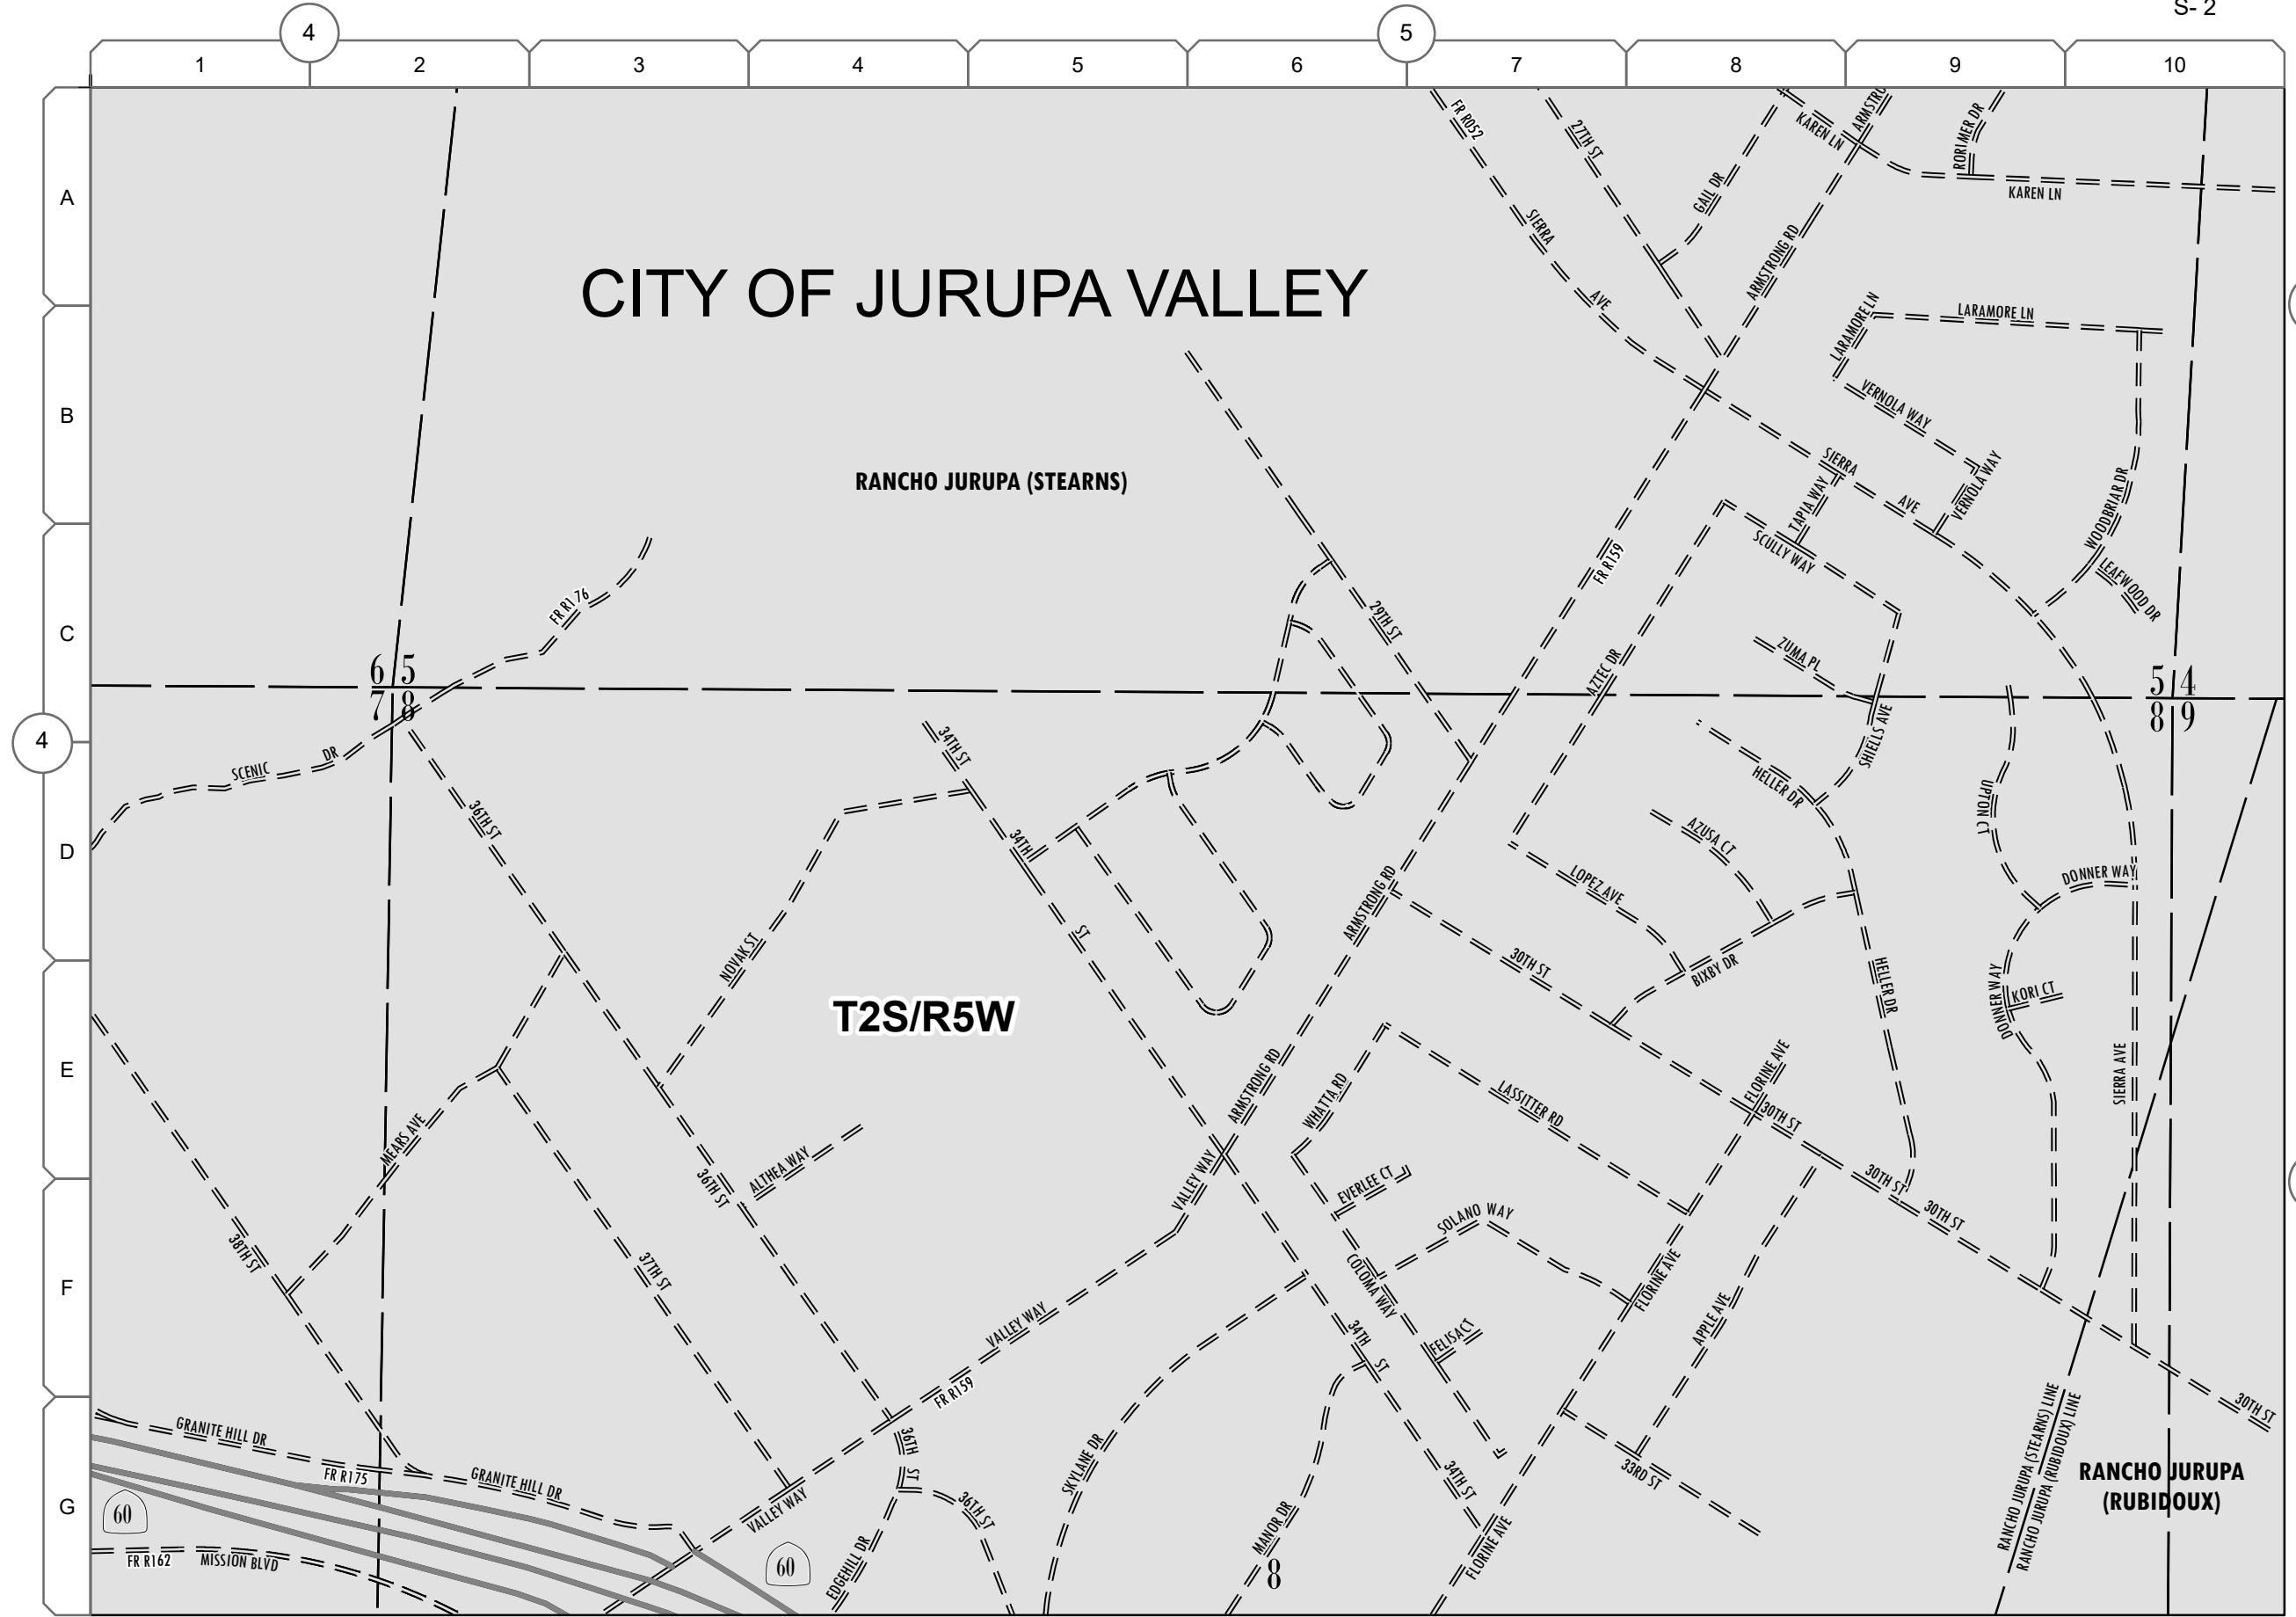 S- 2
4
5
1
2
3
4
5
6
7
8
9
10
A
B
C
4
D
E
F
G
FR R052
27TH ST
KAREN LN
ARMSTRO
RORIMER DR
GAIL DR
KAREN LN
SIERRA
AVE
ARMSTRONG RD
CITY OF JURUPA VALLEY
LARAMORE LN
LARAMORE LN
VERNOLA WAY
RANCHO JURUPA (STEARNS)
SIERRA
AVE
VERNOLA WAY
TAPIA WAY
WOODBRIAR DR
SCULLY WAY
LEAFWOOD DR
FR R159
FR R176
29TH ST
ZUMA PL
AZTEC DR
6 5
7 8
5 4
8 9
SHIELLS AVE
34TH ST
SCENIC
DR
HELLER DR
UPTON CT
36TH ST
34TH
ST
AZUSA CT
DONNER WAY
LOPEZ AVE
ARMSTRONG RD
NOVAK ST
30TH ST
BIXBY DR
HELLER DR
DONNER WAY
KORI CT
DONNER
T2S/R5W
ARMSTRONG RD
WHATTA RD
LASSITTER RD
FLORINE AVE
30TH ST
SIERRA AVE
MEARS AVE
ALTHEA WAY
36TH ST
VALLEY WAY
EVERLEE CT
30TH ST
30TH ST
SOLANO WAY
38TH ST
37TH ST
COLOMA WAY
FLORINE AVE
VALLEY WAY
34TH
ST
FELISA CT
APPLE AVE
FR R159
30TH ST
GRANITE HILL DR
FR R175
GRANITE HILL DR
36TH
ST
SKYLANE DR
34TH ST
33RD ST
RANCHO JURUPA (STEARNS) LINE
RANCHO JURUPA (RUBIDOUX) LINE
RANCHO JURUPA
(RUBIDOUX)
60
VALLEY WAY
36TH ST
MANOR DR
FLORINE AVE
FR R162
MISSION BLVD
60
EDGEHILL DR
8